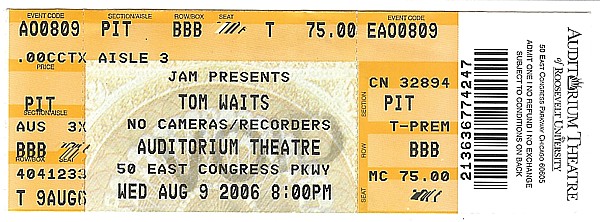 EVENT CODE SECTION/AISLE ROW/BOX SEAT EVENT CODE
AO0809 PIT BBB T 75.00 EAO0809
.00CCTX AISLE 3
PRICE
JAM PRESENTS
PIT TOM WAITS CN 32894
SECTION/AISLE
AUS 3X NO CAMERAS/RECORDERS PIT
BBB AUDITORIUM THEATRE T-PREM
ROW/BOX SEAT
4041233 50 EAST CONGRESS PKWY BBB
T 9AUG WED AUG 9 2006 8:00PM MC 75.00
SECTION
ROW/BOX
SEAT
213636774247
SUBJECT TO CONDITIONS ON BACK
ADMIT ONE / NO REFUND / NO EXCHANGE
50 EAST CONGRESS PARKWAY CHICAGO 60605
of ROOSEVELT UNIVERSITY
AUDITORIUM THEATRE